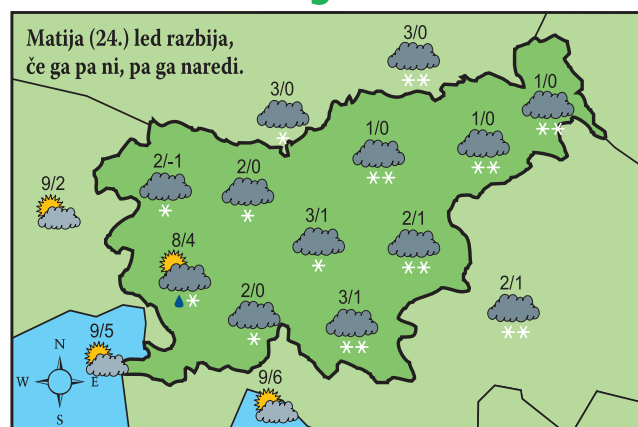 Matija (24.) led razbija,
če ga pa ni, pa ga naredi.
3/0
3/0
1/0
1/0
1/0
2/-1
2/0
9/2
3/1
2/1
8/4
2/0
3/1
2/1
9/5
N
W
E
S
9/6